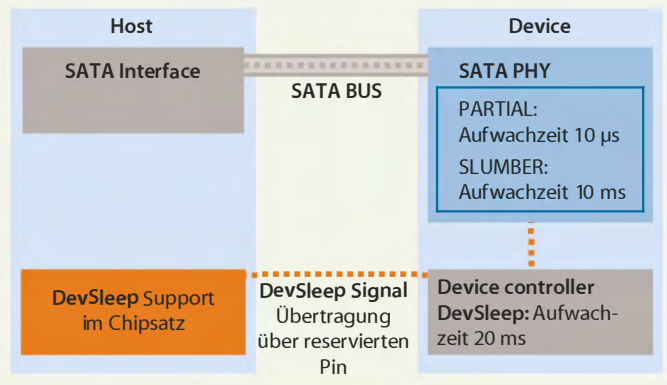 Host
Device
SATA Interface
SATA BUS
SATA PHY
PARTIAL:
Aufwachzeit 10 µs
SLUMBER:
Aufwachzeit 10 ms
DevSleep Support
im Chipsatz
DevSleep Signal
Übertragung
über reservierten
Pin
Device controller
DevSleep: Aufwach-
zeit 20 ms